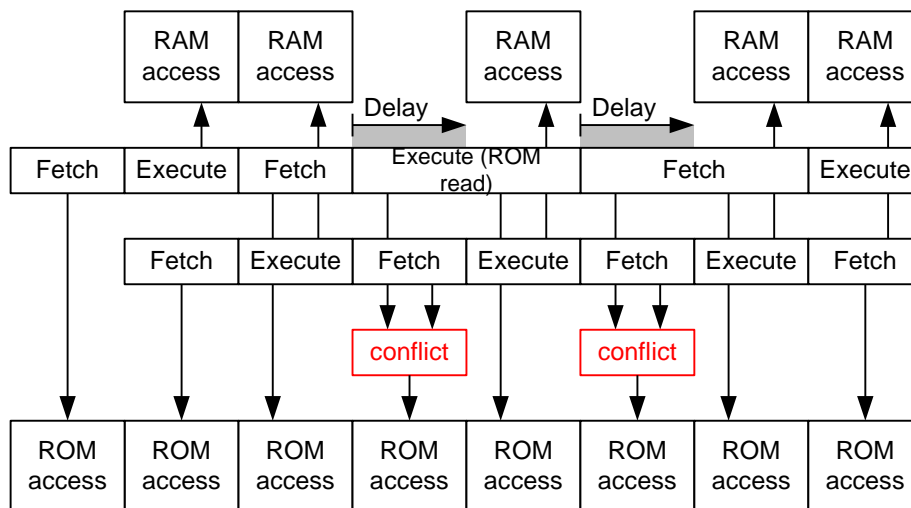 RAM access
RAM access
RAM access
RAM access
RAM access
Delay
Delay
Fetch
Execute
Fetch
Execute (ROM read)
Fetch
Execute
Fetch
Execute
Fetch
Execute
Fetch
Execute
Fetch
conflict
conflict
ROM access
ROM access
ROM access
ROM access
ROM access
ROM access
ROM access
ROM access